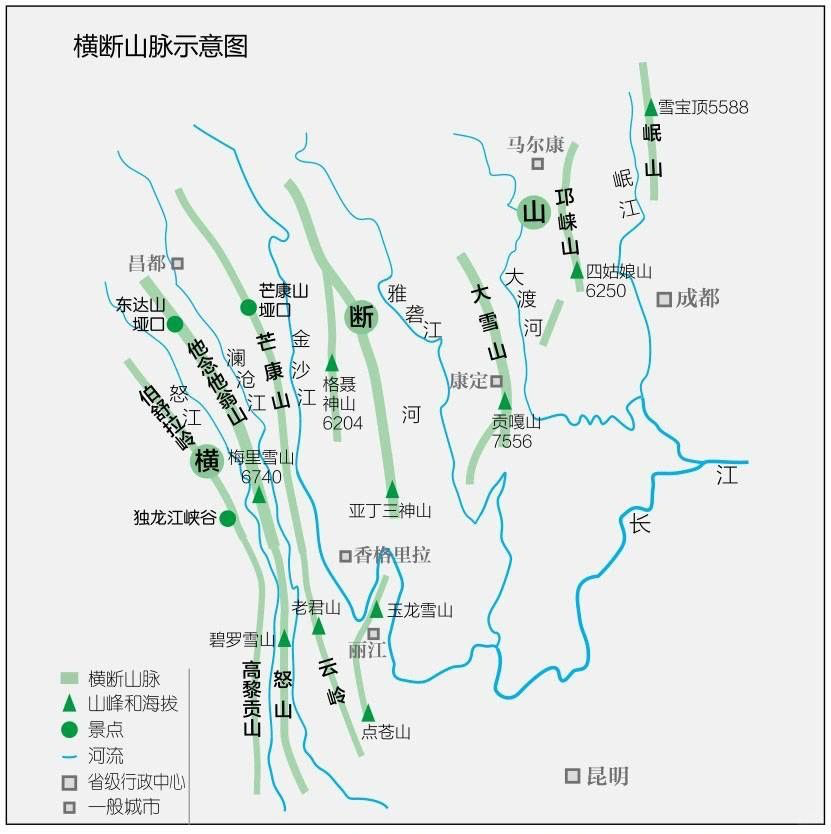 横断山脉示意图
雪宝顶5588
岷山
马尔康
岷江
山
邛崃山
四姑娘山
6250
成都
昌都
东达山
垭口
芒康山
垭口
断
雅砻江
大雪山
大渡河
他念他翁山
澜沧江
芒康山
金沙江
格聂
神山
6204
康定
贡嘎山
7556
伯舒拉岭
怒江
河
横
梅里雪山
6740
江
独龙江峡谷
亚丁三神山
长
香格里拉
老君山
玉龙雪山
碧罗雪山
丽江
高黎贡山
怒山
云岭
点苍山
昆明
横断山脉
山峰和海拔
景点
河流
省级行政中心
一般城市